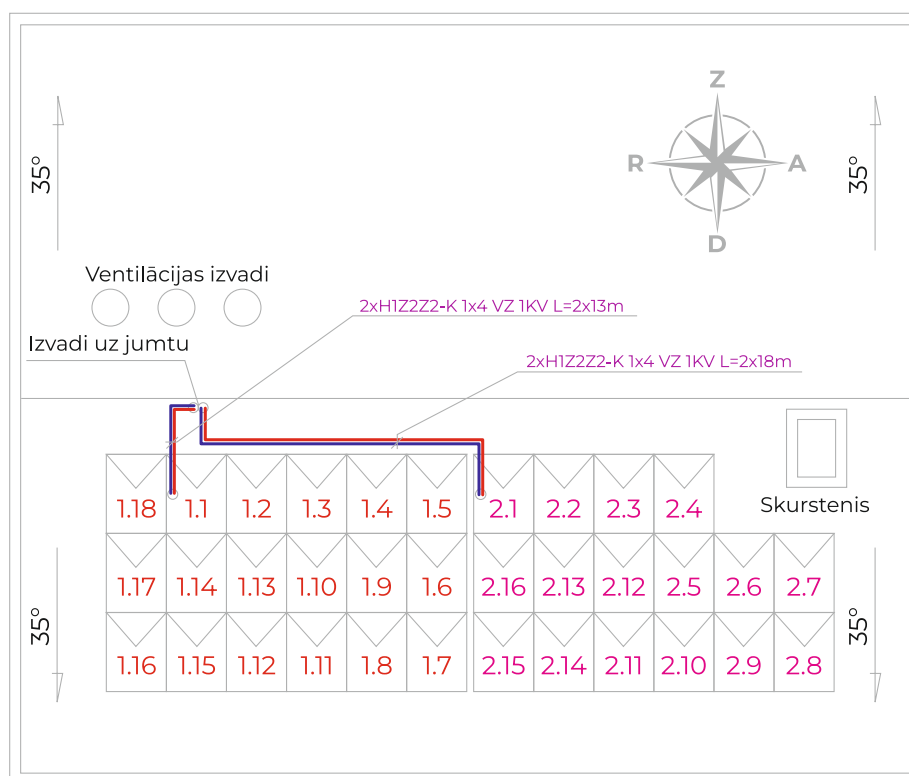 Z
R
A
D
35°
35°
Ventilācijas izvadi
2xH1Z2Z2-K 1x4 VZ 1KV L=2x13m
Izvadi uz jumtu
2xH1Z2Z2-K 1x4 VZ 1KV L=2x18m
Skurstenis
1.18 1.1 1.2 1.3 1.4 1.5 2.1 2.2 2.3 2.4
1.17 1.14 1.13 1.10 1.9 1.6 2.16 2.13 2.12 2.5 2.6 2.7
35°
35°
1.16 1.15 1.12 1.11 1.8 1.7 2.15 2.14 2.11 2.10 2.9 2.8